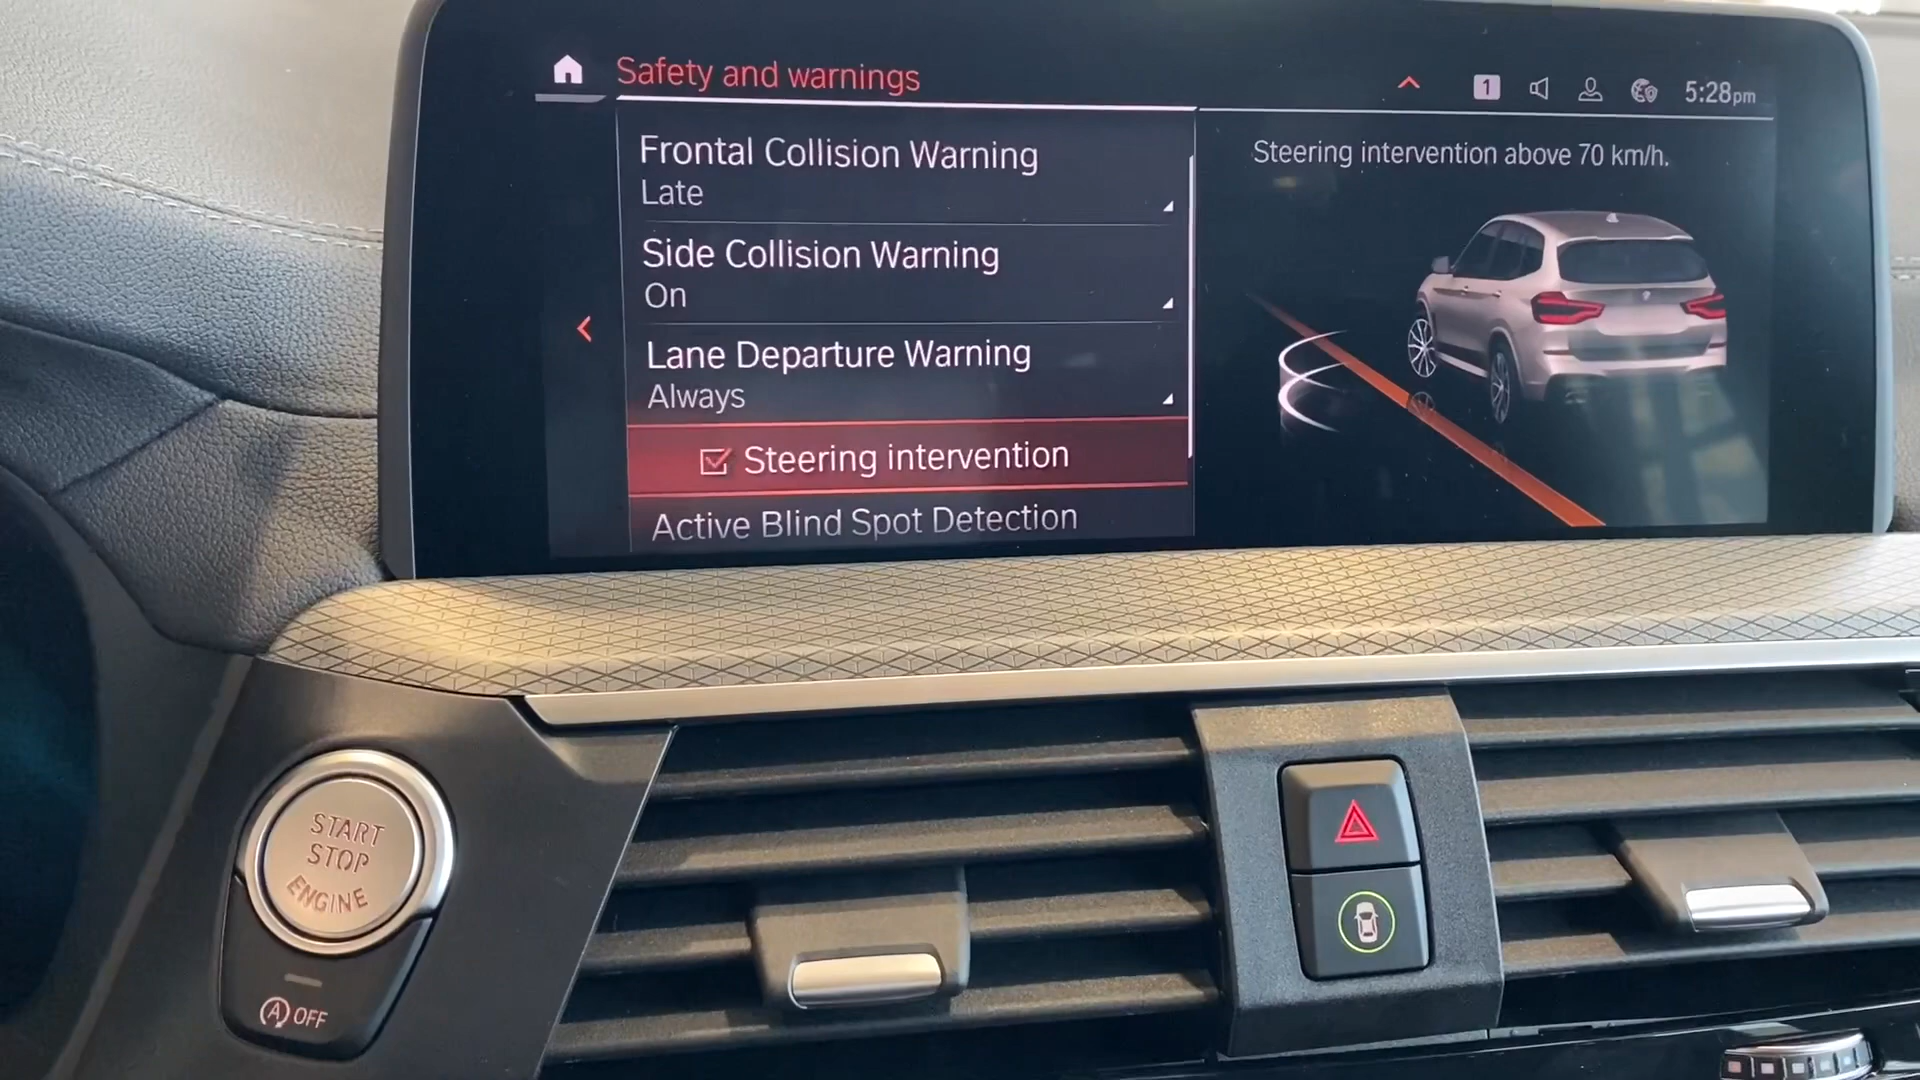 Safety and warnings
1
5:28pm
Frontal Collision Warning
Late
Side Collision Warning
On
Lane Departure Warning
Always
Steering intervention
Active Blind Spot Detection
Steering intervention above 70 km/h.
START
STOP
ENGINE
A OFF